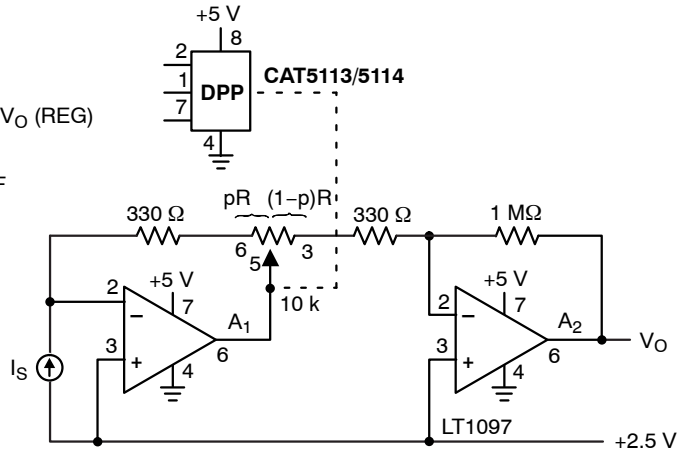 +5 V
8
2
1
7
4
DPP
CAT5113/5114
V_O (REG)
F
pR (1−p)R
330 Ω
330 Ω
1 MΩ
6
5
3
10 k
+5 V
2
7
3
4
6
−
+
A_1
+5 V
2
7
3
4
6
−
+
A_2
V_O
I_S
LT1097
+2.5 V